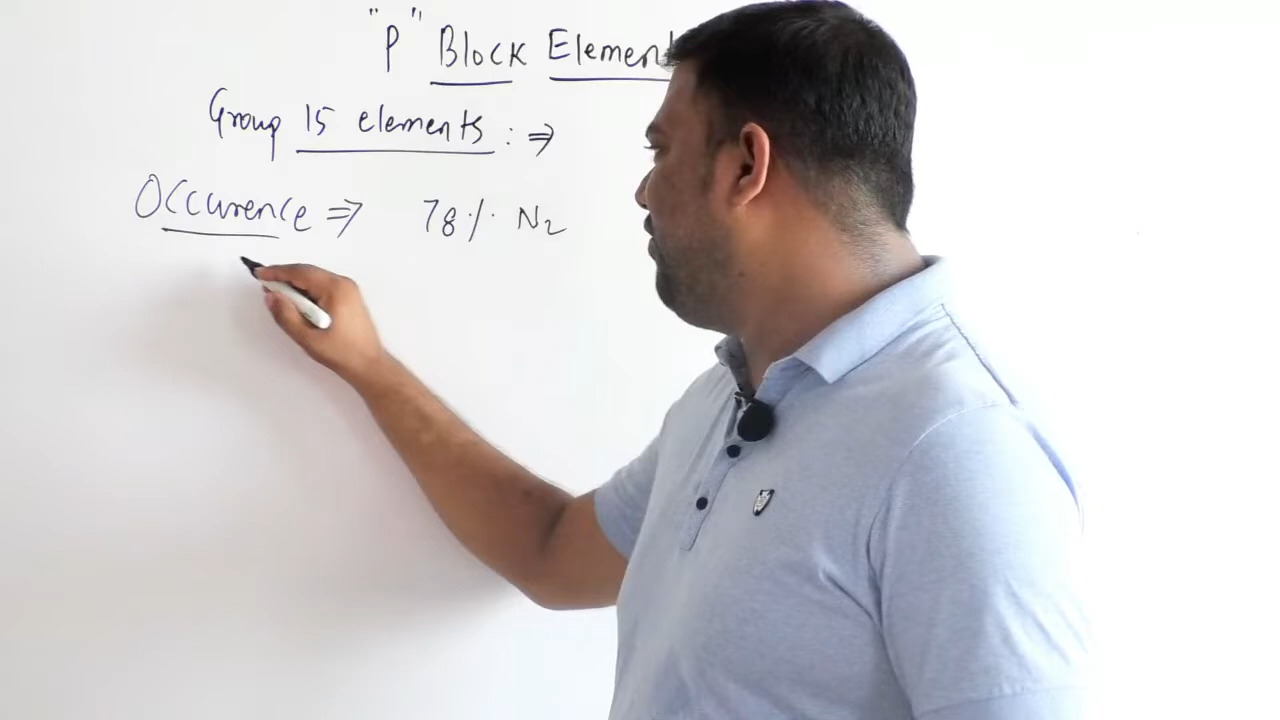 "P" Block Element
Group 15 elements : ⇒
Occurence ⇒ 78% N₂